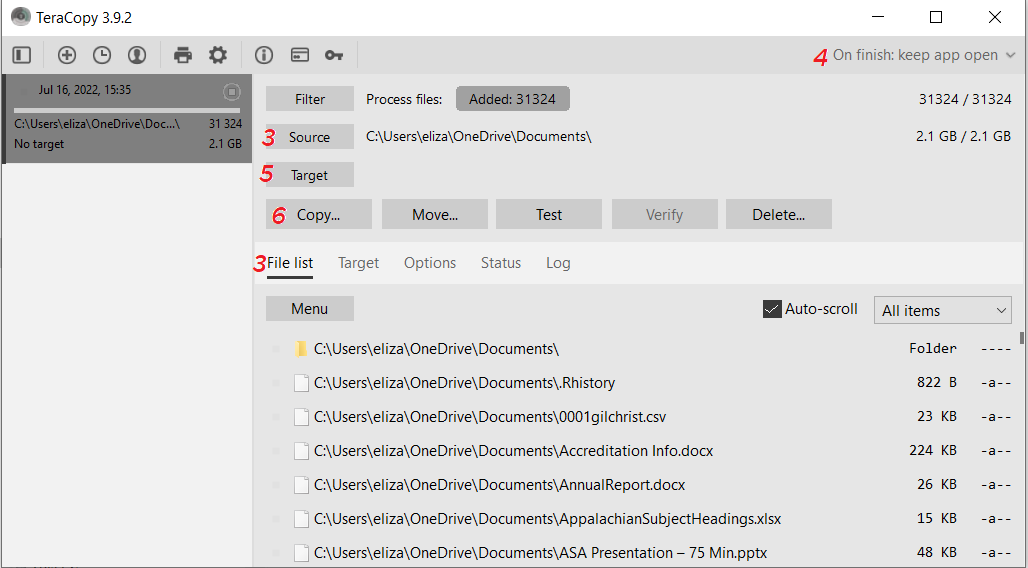 TeraCopy 3.9.2
4 On finish: keep app open
Jul 16, 2022, 15:35
C:\Users\eliza\OneDrive\Doc...\ 31 324
No target 2.1 GB
Filter Process files: Added: 31324 31324 / 31324
3 Source C:\Users\eliza\OneDrive\Documents\ 2.1 GB / 2.1 GB
5 Target
6 Copy... Move... Test Verify Delete...
3 File list Target Options Status Log
Menu Auto-scroll All items
C:\Users\eliza\OneDrive\Documents\ Folder ----
C:\Users\eliza\OneDrive\Documents\.Rhistory 822 B -a--
C:\Users\eliza\OneDrive\Documents\0001gilchrist.csv 23 KB -a--
C:\Users\eliza\OneDrive\Documents\Accreditation Info.docx 224 KB -a--
C:\Users\eliza\OneDrive\Documents\AnnualReport.docx 26 KB -a--
C:\Users\eliza\OneDrive\Documents\AppalachianSubjectHeadings.xlsx 15 KB -a--
C:\Users\eliza\OneDrive\Documents\ASA Presentation – 75 Min.pptx 48 KB -a--